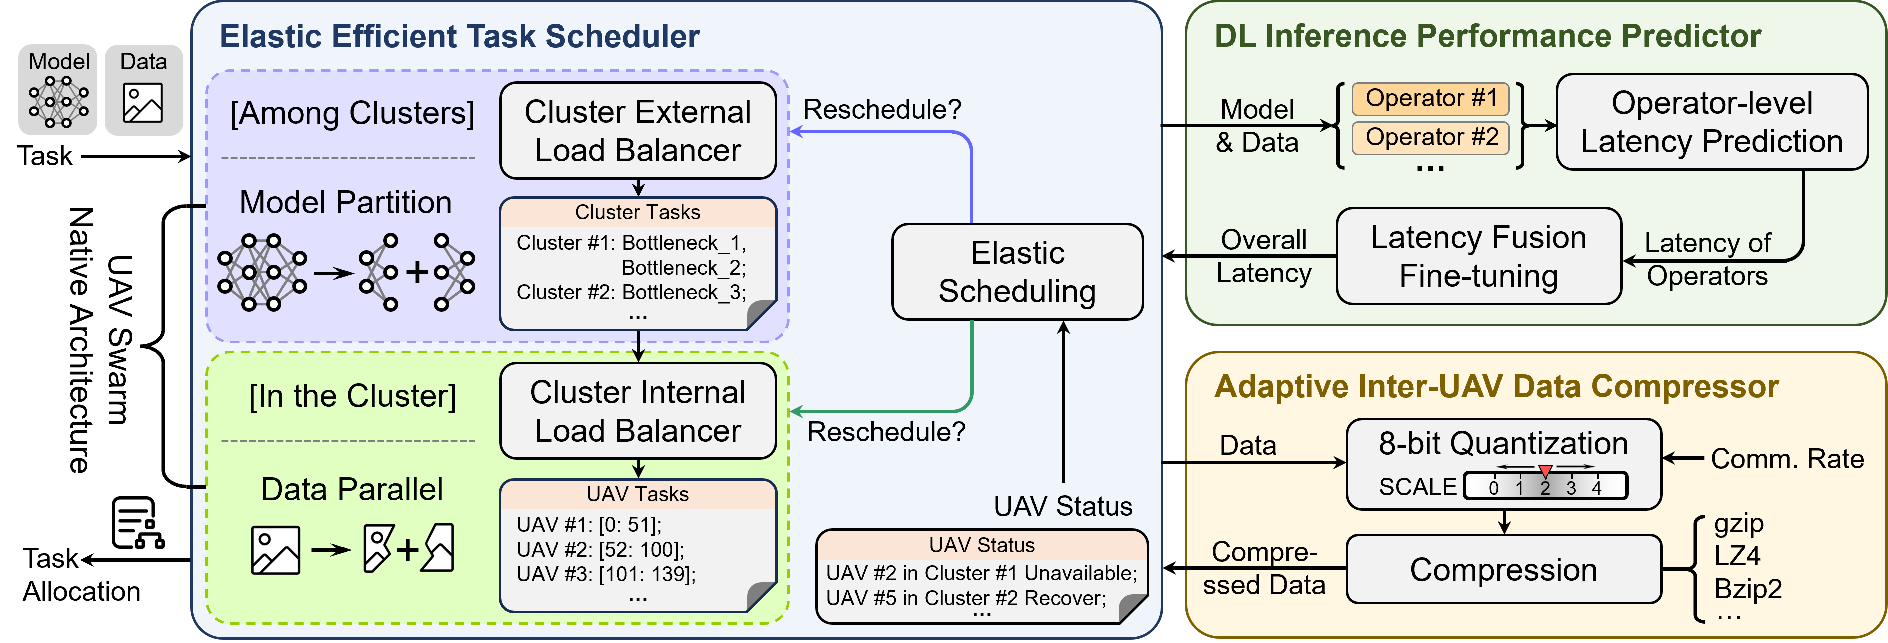 Model
Data
Task
UAV Swarm
Native Architecture
Task
Allocation
Elastic Efficient Task Scheduler
[Among Clusters]
Model Partition
Cluster External
Load Balancer
Cluster Tasks
Cluster #1: Bottleneck_1,
Bottleneck_2;
Cluster #2: Bottleneck_3;
...
[In the Cluster]
Data Parallel
Cluster Internal
Load Balancer
UAV Tasks
UAV #1: [0: 51];
UAV #2: [52: 100];
UAV #3: [101: 139];
...
Reschedule?
Elastic
Scheduling
Reschedule?
UAV Status
UAV Status
UAV #2 in Cluster #1 Unavailable;
UAV #5 in Cluster #2 Recover;
...
DL Inference Performance Predictor
Model
& Data
Operator #1
Operator #2
...
Operator-level
Latency Prediction
Latency of
Operators
Latency Fusion
Fine-tuning
Overall
Latency
Adaptive Inter-UAV Data Compressor
Data
8-bit Quantization
SCALE 0 1 2 3 4
Comm. Rate
Compression
gzip
LZ4
Bzip2
...
Compre-
ssed Data